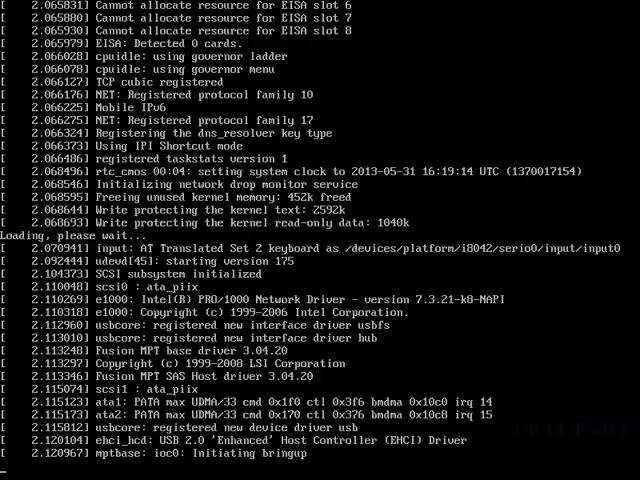 [    2.065831] Cannot allocate resource for EISA slot 6
[    2.065880] Cannot allocate resource for EISA slot 7
[    2.065930] Cannot allocate resource for EISA slot 8
[    2.065979] EISA: Detected 0 cards.
[    2.066028] cpuidle: using governor ladder
[    2.066078] cpuidle: using governor menu
[    2.066127] TCP cubic registered
[    2.066176] NET: Registered protocol family 10
[    2.066225] Mobile IPv6
[    2.066275] NET: Registered protocol family 17
[    2.066324] Registering the dns_resolver key type
[    2.066373] Using IPI Shortcut mode
[    2.066486] registered taskstats version 1
[    2.068496] rtc_cmos 00:04: setting system clock to 2013-05-31 16:19:14 UTC (1370017154)
[    2.068546] Initializing network drop monitor service
[    2.068595] Freeing unused kernel memory: 452k freed
[    2.068644] Write protecting the kernel text: 2592k
[    2.068693] Write protecting the kernel read-only data: 1040k
Loading, please wait...
[    2.070941] input: AT Translated Set 2 keyboard as /devices/platform/i8042/serio0/input/input0
[    2.092444] udevd[45]: starting version 175
[    2.104373] SCSI subsystem initialized
[    2.110048] scsi0 : ata_piix
[    2.110269] e1000: Intel(R) PRO/1000 Network Driver - version 7.3.21-k8-NAPI
[    2.110318] e1000: Copyright (c) 1999-2006 Intel Corporation.
[    2.112960] usbcore: registered new interface driver usbfs
[    2.113010] usbcore: registered new interface driver hub
[    2.113248] Fusion MPT base driver 3.04.20
[    2.113297] Copyright (c) 1999-2008 LSI Corporation
[    2.113346] Fusion MPT SAS Host driver 3.04.20
[    2.115074] scsi1 : ata_piix
[    2.115123] ata1: PATA max UDMA/33 cmd 0x1f0 ctl 0x3f6 bmdma 0x10c0 irq 14
[    2.115173] ata2: PATA max UDMA/33 cmd 0x170 ctl 0x376 bmdma 0x10c8 irq 15
[    2.115812] usbcore: registered new device driver usb
[    2.120104] ehci_hcd: USB 2.0 'Enhanced' Host Controller (EHCI) Driver
[    2.120967] mptbase: ioc0: Initiating bringup
_